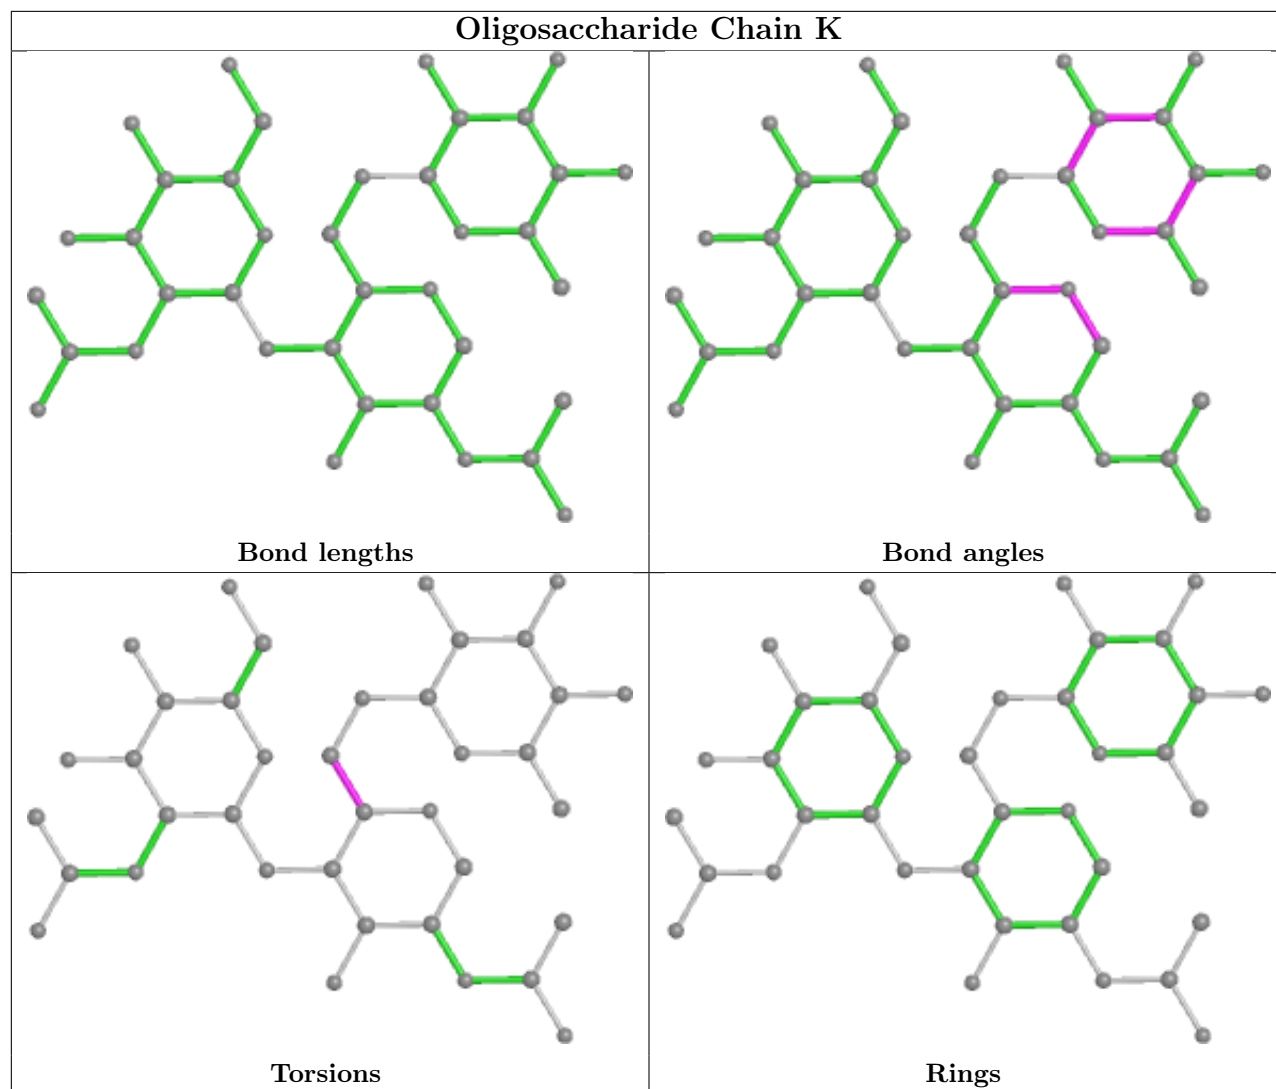 Oligosaccharide Chain K
Bond lengths
Bond angles
Torsions
Rings